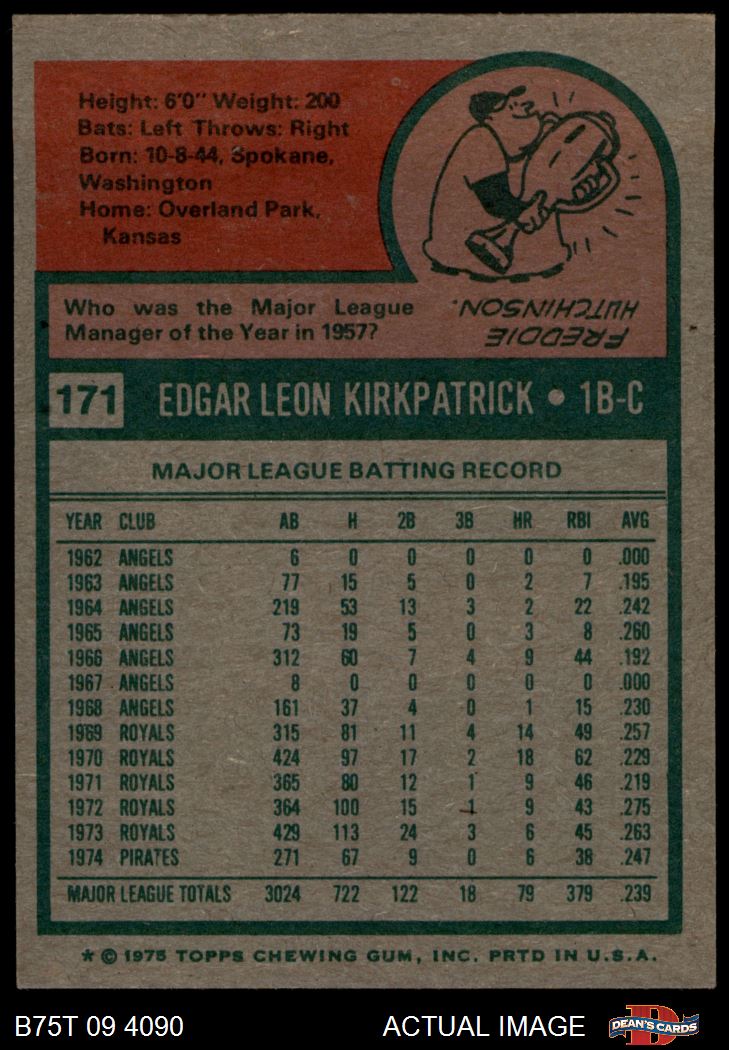 Height: 6'0" Weight: 200
Bats: Left Throws: Right
Born: 10-8-44, Spokane,
Washington
Home: Overland Park,
Kansas
Who was the Major League
Manager of the Year in 1957?
FREDDIE
HUTCHINSON.
171 EDGAR LEON KIRKPATRICK • 1B-C
MAJOR LEAGUE BATTING RECORD
YEAR CLUB AB H 2B 3B HR RBI AVG
1962 ANGELS 6 0 0 0 0 0 .000
1963 ANGELS 77 15 5 0 2 7 .195
1964 ANGELS 219 53 13 3 2 22 .242
1965 ANGELS 73 19 5 0 3 8 .260
1966 ANGELS 312 60 7 4 9 44 .192
1967 ANGELS 8 0 0 0 0 0 .000
1968 ANGELS 161 37 4 0 1 15 .230
1969 ROYALS 315 81 11 4 14 49 .257
1970 ROYALS 424 97 17 2 18 62 .229
1971 ROYALS 365 80 12 1 9 46 .219
1972 ROYALS 364 100 15 1 9 43 .275
1973 ROYALS 429 113 24 3 6 45 .263
1974 PIRATES 271 67 9 0 6 38 .247
MAJOR LEAGUE TOTALS 3024 722 122 18 79 379 .239
* © 1975 TOPPS CHEWING GUM, INC. PRTD IN U.S.A.
B75T 09 4090 ACTUAL IMAGE DEAN'S CARDS